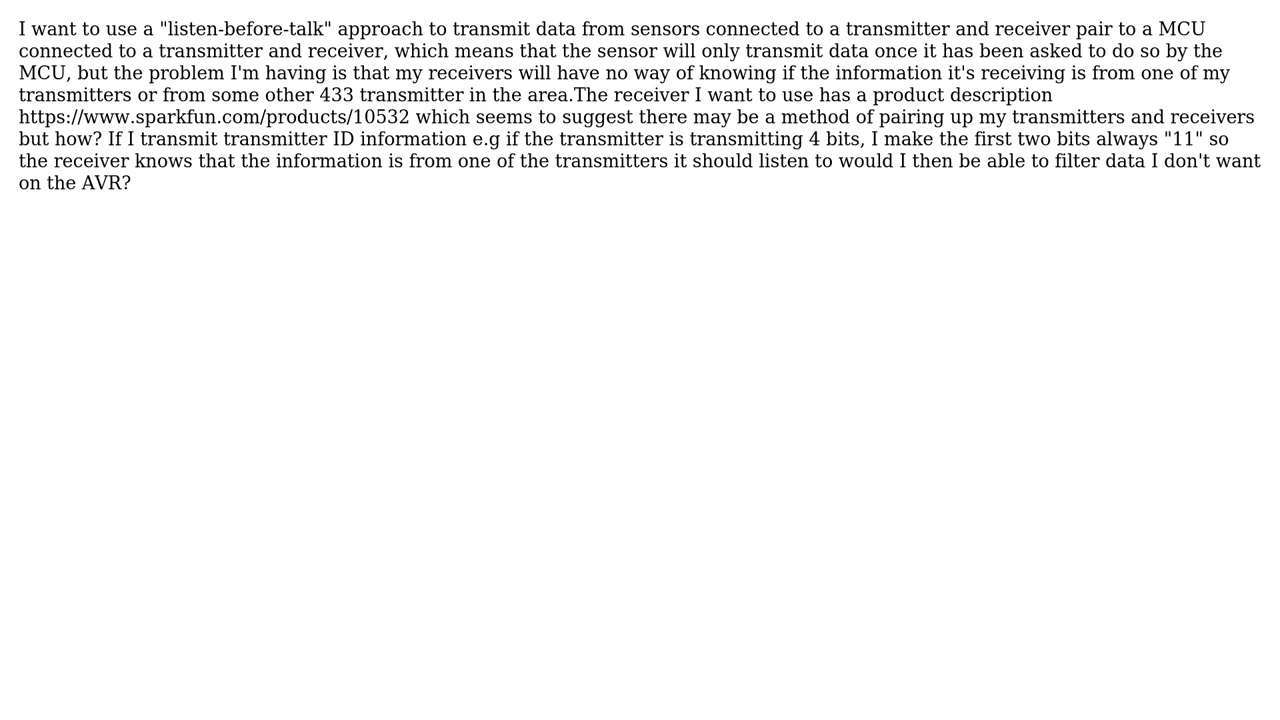 I want to use a "listen-before-talk" approach to transmit data from sensors connected to a transmitter and receiver pair to a MCU
connected to a transmitter and receiver, which means that the sensor will only transmit data once it has been asked to do so by the
MCU, but the problem I'm having is that my receivers will have no way of knowing if the information it's receiving is from one of my
transmitters or from some other 433 transmitter in the area.The receiver I want to use has a product description
https://www.sparkfun.com/products/10532 which seems to suggest there may be a method of pairing up my transmitters and receivers
but how? If I transmit transmitter ID information e.g if the transmitter is transmitting 4 bits, I make the first two bits always "11" so
the receiver knows that the information is from one of the transmitters it should listen to would I then be able to filter data I don't want
on the AVR?